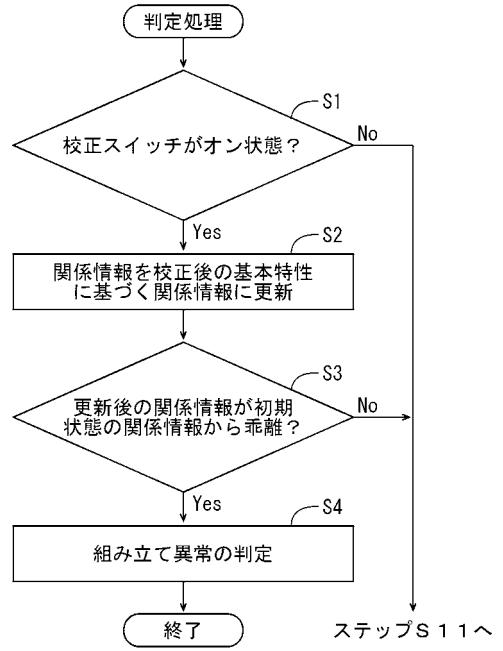 判定処理
S1
校正スイッチがオン状態？
No
Yes
S2
関係情報を校正後の基本特性
に基づく関係情報に更新
S3
更新後の関係情報が初期
状態の関係情報から乖離？
No
Yes
S4
組み立て異常の判定
終了
ステップＳ１１へ